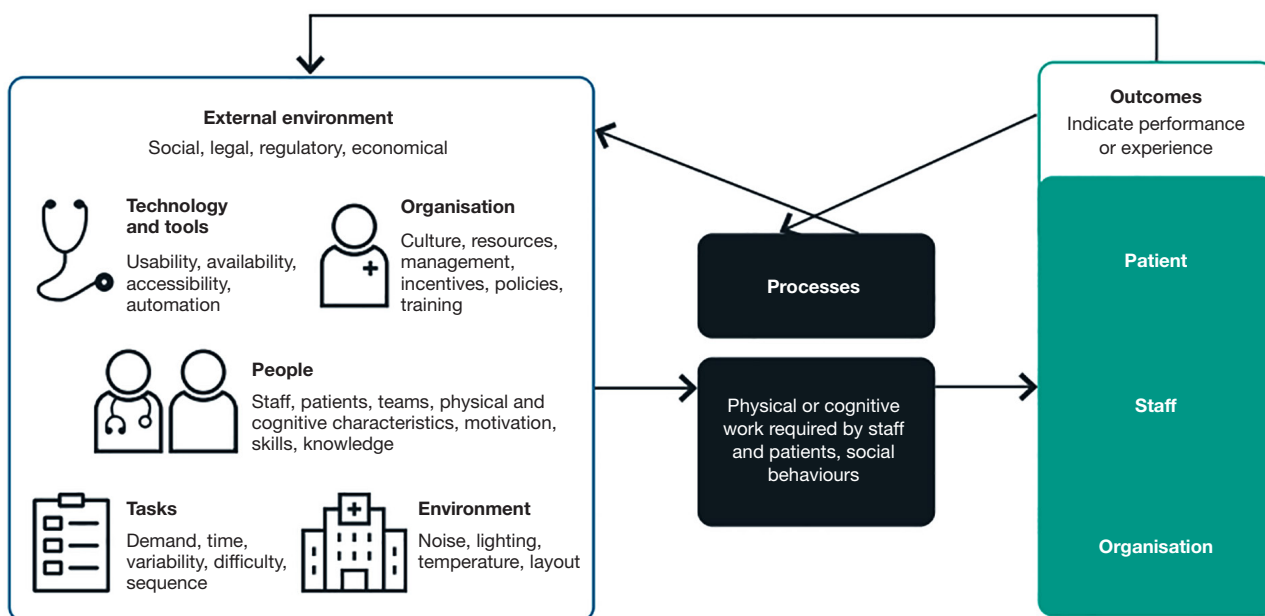 External environment
Social, legal, regulatory, economical
Technology
and tools
Usability, availability,
accessibility,
automation
Organisation
Culture, resources,
management,
incentives, policies,
training
People
Staff, patients, teams, physical and
cognitive characteristics, motivation,
skills, knowledge
Tasks
Demand, time,
variability, difficulty,
sequence
Environment
Noise, lighting,
temperature, layout
Processes
Physical or cognitive
work required by staff
and patients, social
behaviours
Outcomes
Indicate performance
or experience
Patient
Staff
Organisation